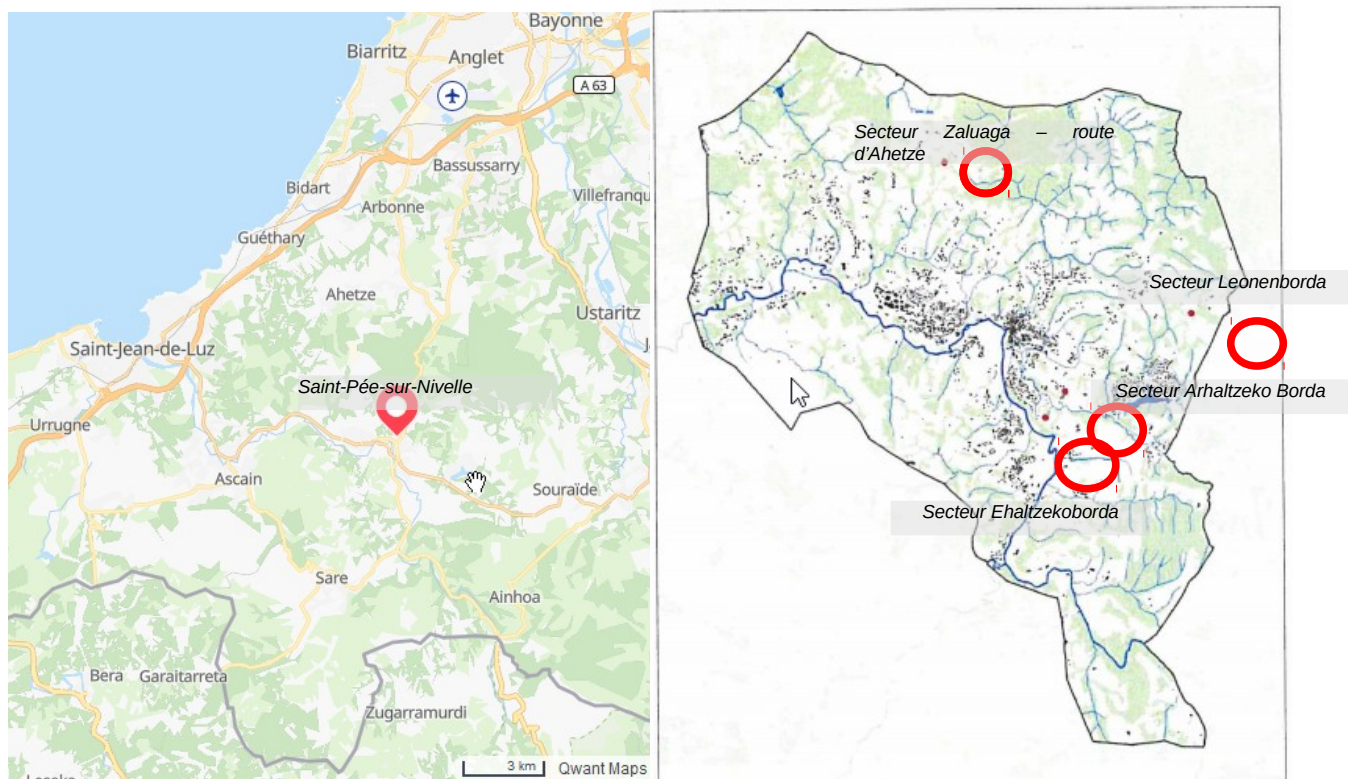 Bayonne
Biarritz
Anglet
A 63
Bassussarry
Bidart
Villefranqu
Arbonne
Guéthary
Ahetze
Ustaritz
Saint-Jean-de-Luz
Saint-Pée-sur-Nivelle
Urrugne
Ascain
Souraïde
Sare
Ainhoa
Bera
Garaitarreta
Zugarramurdi
3 km
Qwant Maps
Secteur Zaluaga – route
d'Ahetze
Secteur Leonenborda
Secteur Arhaltzeko Borda
Secteur Ehaltzekoborda